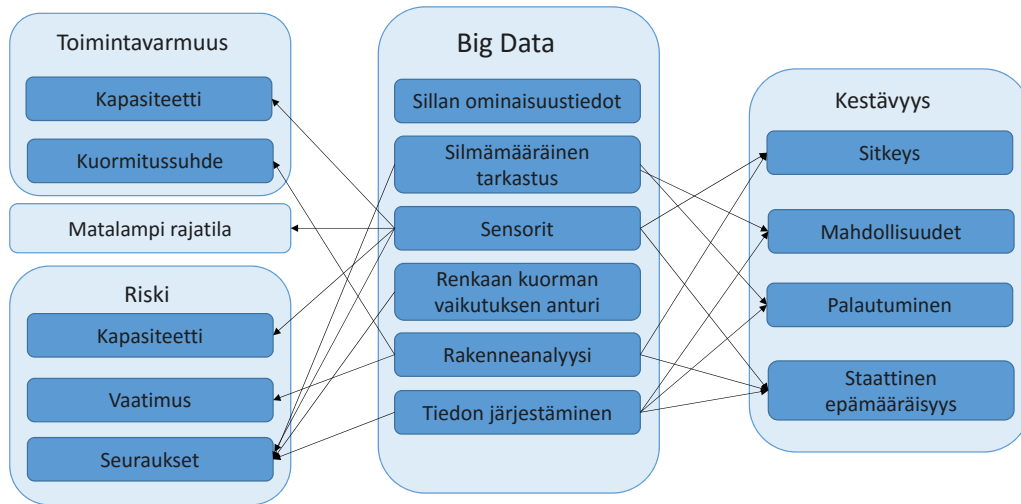 Toimintavarmuus
Kapasiteetti
Kuormitussuhde
Matalampi rajatila
Riski
Kapasiteetti
Vaatimus
Seuraukset
Big Data
Sillan ominaisuustiedot
Silmämääräinen
tarkastus
Sensorit
Renkaan kuorman
vaikutuksen anturi
Rakenneanalyysi
Tiedon järjestäminen
Kestävyys
Sitkeys
Mahdollisuudet
Palautuminen
Staattinen
epämääräisyys